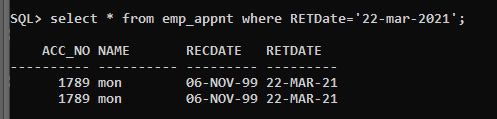 SQL> select * from emp_appnt where RETDate='22-mar-2021';
    ACC_NO NAME       RECDATE   RETDATE
---------- ---------- --------- ---------
      1789 mon        06-NOV-99 22-MAR-21
      1789 mon        06-NOV-99 22-MAR-21